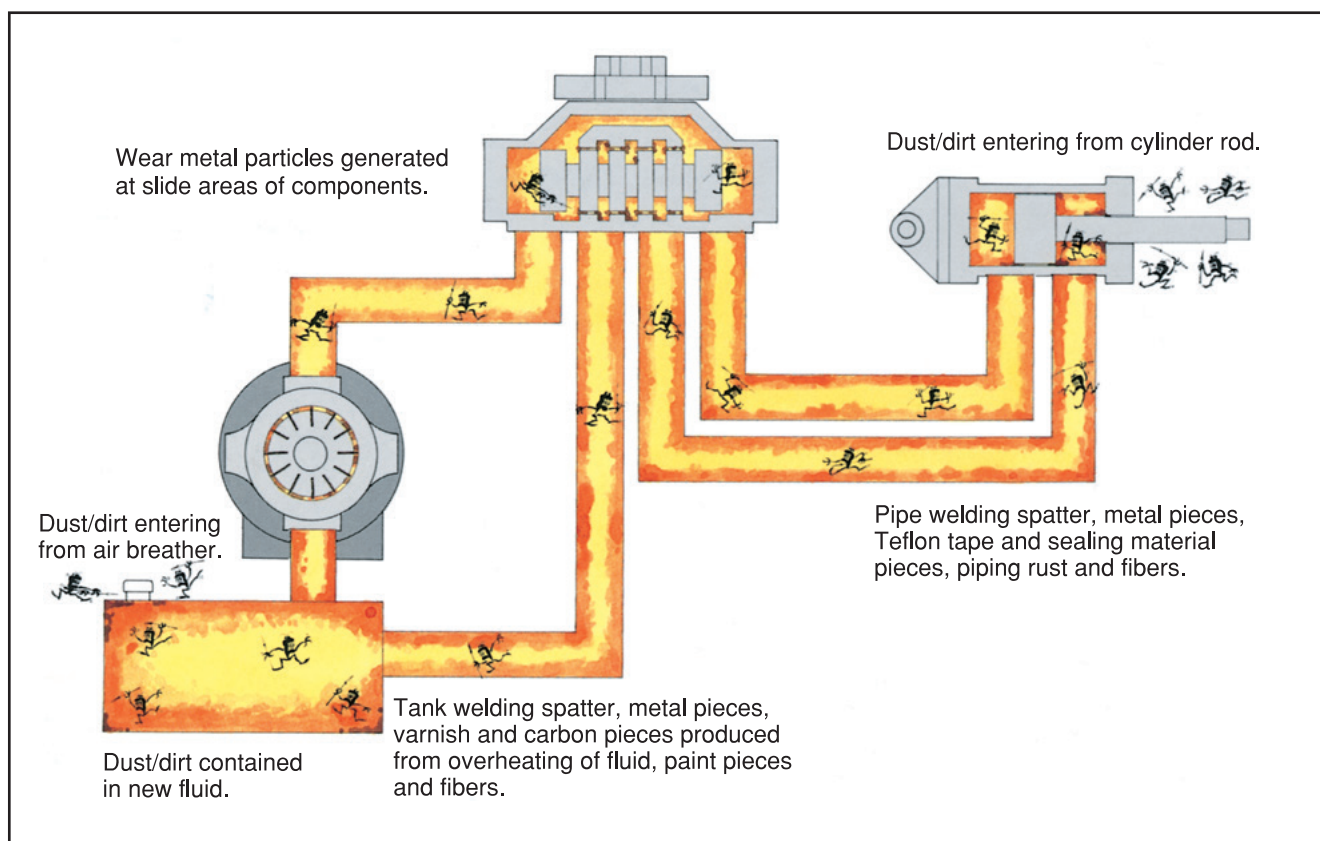 Wear metal particles generated
at slide areas of components.
Dust/dirt entering from cylinder rod.
Dust/dirt entering
from air breather.
Pipe welding spatter, metal pieces,
Teflon tape and sealing material
pieces, piping rust and fibers.
Tank welding spatter, metal pieces,
varnish and carbon pieces produced
from overheating of fluid, paint pieces
and fibers.
Dust/dirt contained
in new fluid.